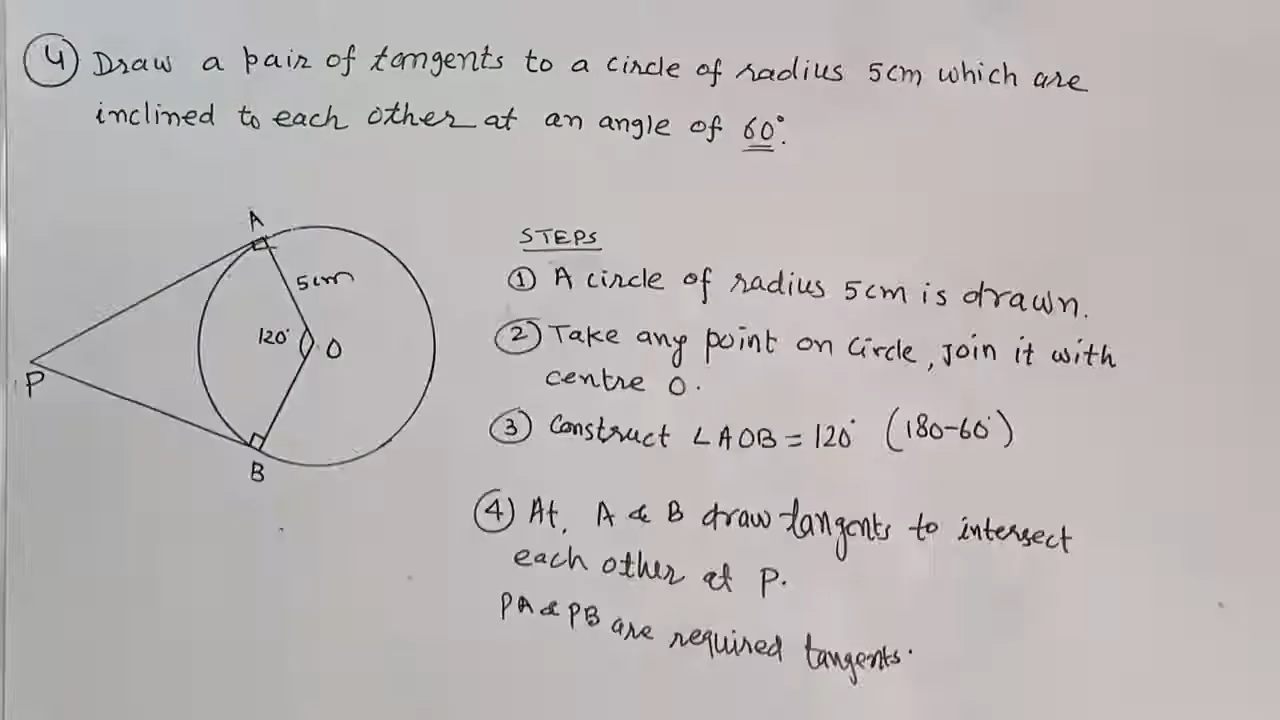 ④ Draw a pair of tangents to a circle of radius 5cm which are
inclined to each other at an angle of 60°.
A
5cm
120°
O
P
B
STEPS
① A circle of radius 5cm is drawn.
② Take any point on circle, join it with
centre O.
③ Construct ∠AOB = 120° (180-60°)
④ At, A & B draw tangents to intersect
each other at P.
PA & PB are required tangents.